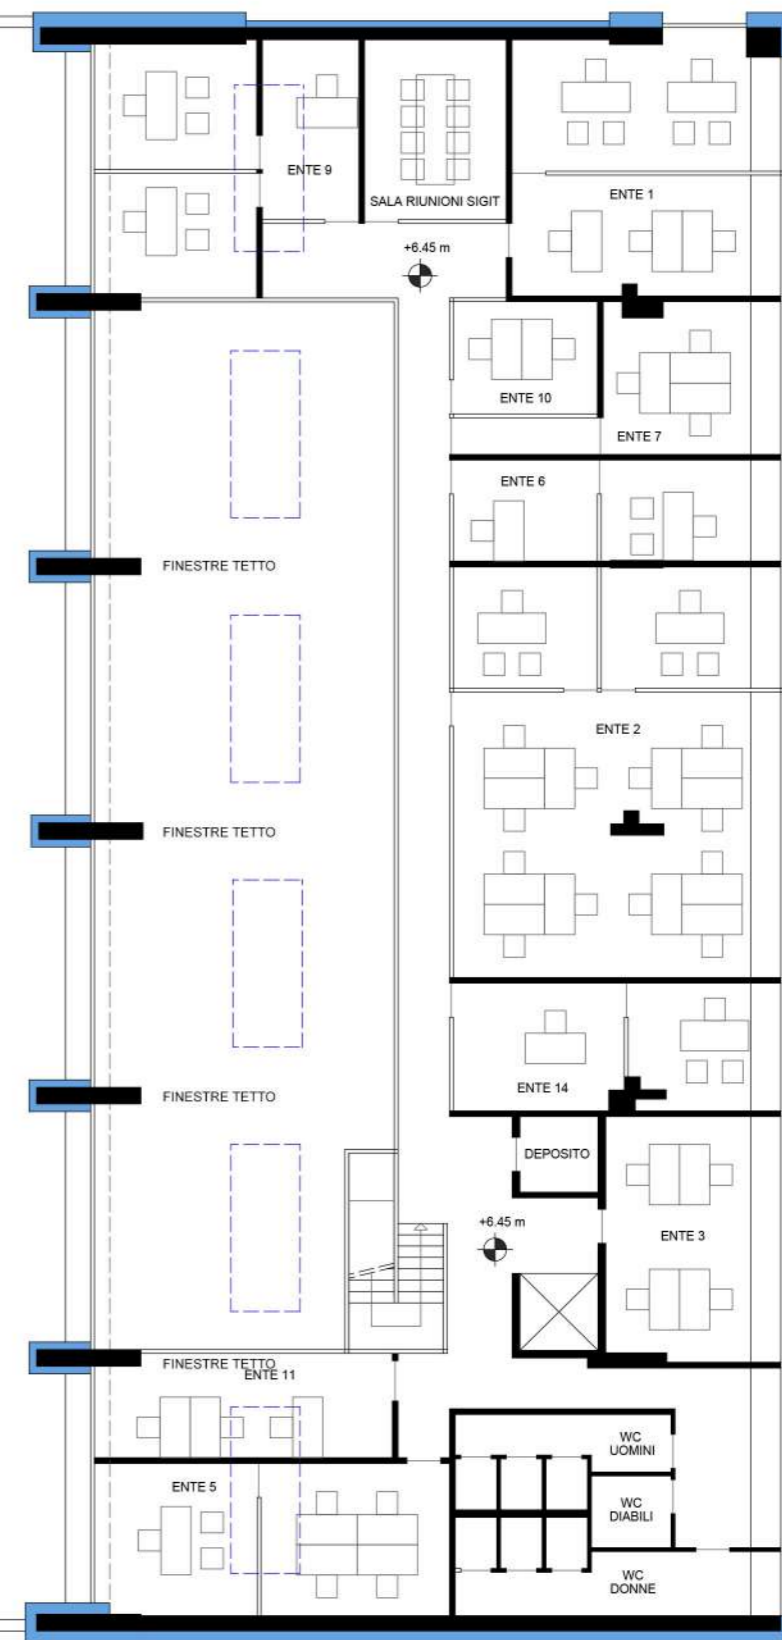 ENTE 9
SALA RIUNIONI SIGIT
ENTE 1
+6.45 m
ENTE 10
ENTE 7
ENTE 6
FINESTRE TETTO
ENTE 2
FINESTRE TETTO
ENTE 14
FINESTRE TETTO
DEPOSITO
+6.45 m
ENTE 3
FINESTRE TETTO
ENTE 11
WC
UOMINI
ENTE 5
WC
DIABILI
WC
DONNE